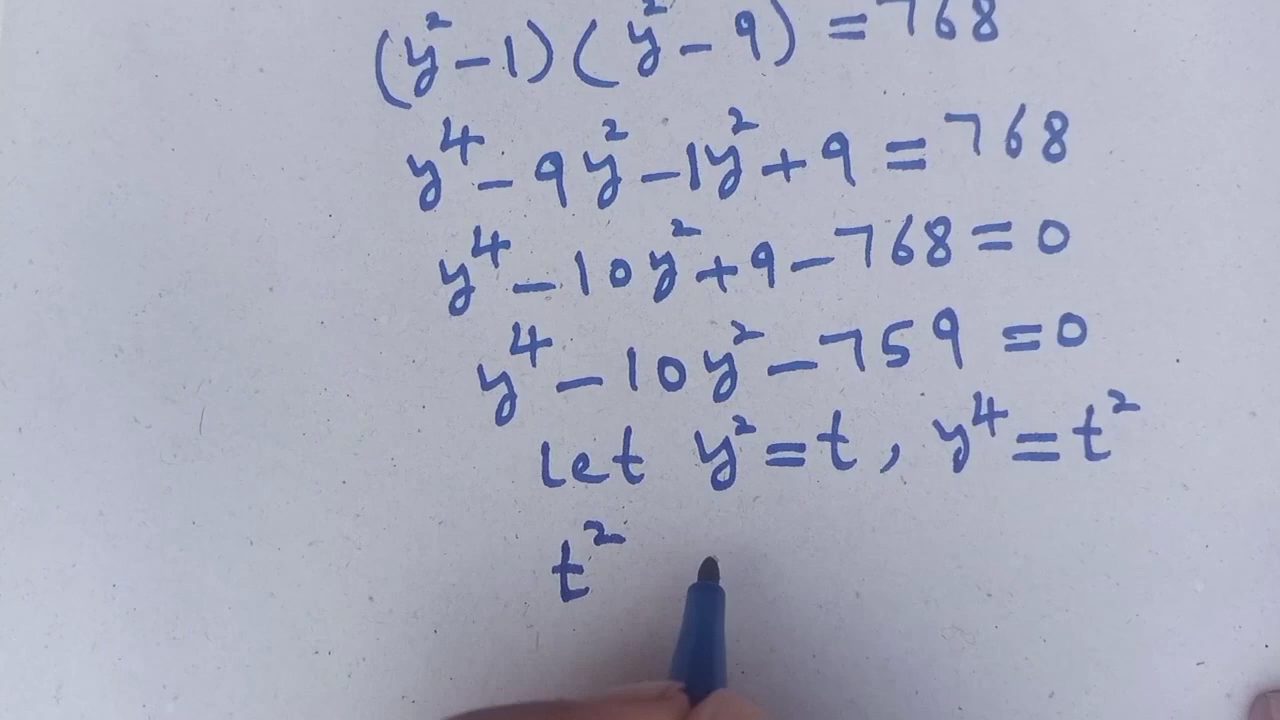 (y²-1)(y²-9)=768
y⁴-9y²-1y²+9=768
y⁴-10y²+9-768=0
y⁴-10y²-759=0
let y²=t, y⁴=t²
t²